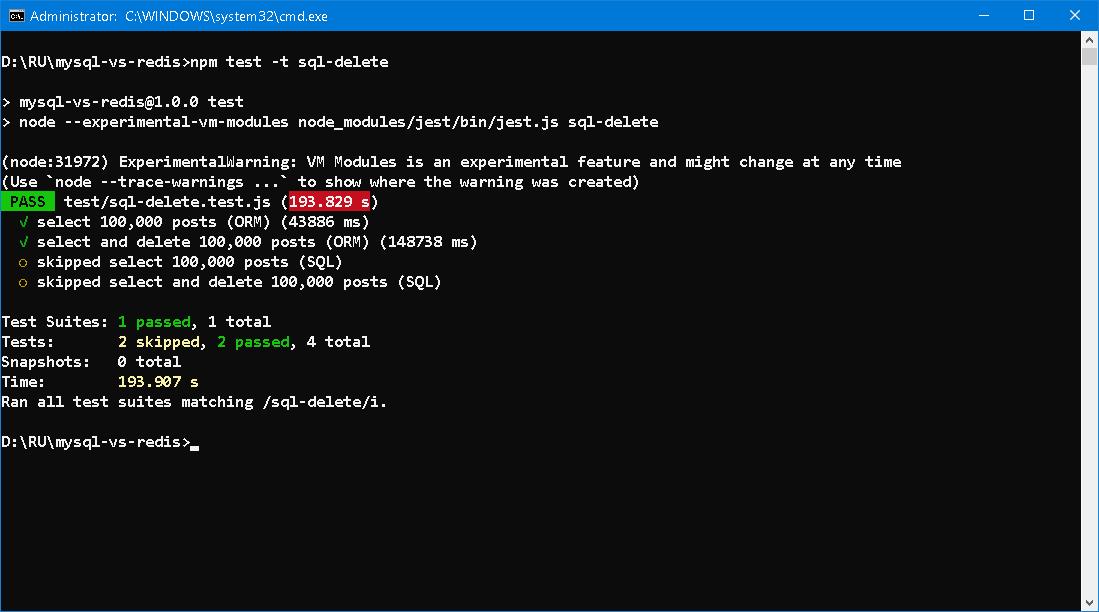 Administrator: C:\WINDOWS\system32\cmd.exe
D:\RU\mysql-vs-redis>npm test -t sql-delete
> mysql-vs-redis@1.0.0 test
> node --experimental-vm-modules node_modules/jest/bin/jest.js sql-delete
(node:31972) ExperimentalWarning: VM Modules is an experimental feature and might change at any time
(Use `node --trace-warnings ...` to show where the warning was created)
PASS test/sql-delete.test.js (193.829 s)
√ select 100,000 posts (ORM) (43886 ms)
√ select and delete 100,000 posts (ORM) (148738 ms)
○ skipped select 100,000 posts (SQL)
○ skipped select and delete 100,000 posts (SQL)
Test Suites: 1 passed, 1 total
Tests: 2 skipped, 2 passed, 4 total
Snapshots: 0 total
Time: 193.907 s
Ran all test suites matching /sql-delete/i.
D:\RU\mysql-vs-redis>